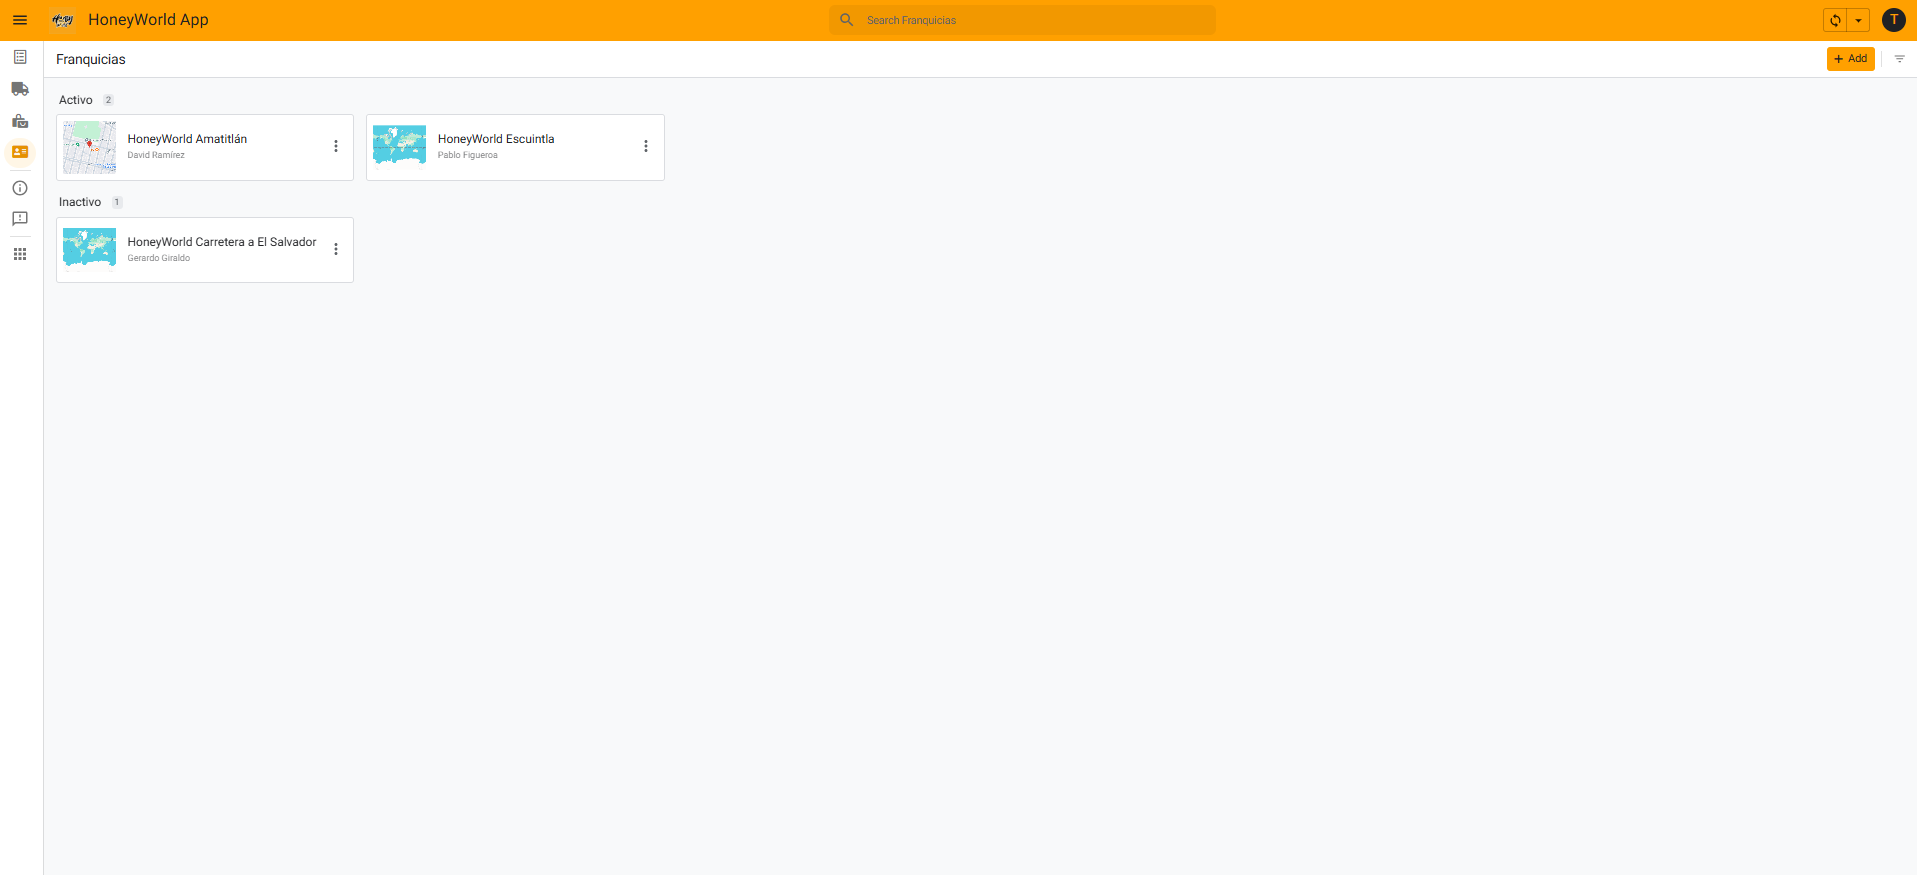 HoneyWorld App
Search Franquicias
T
Franquicias
+ Add
Activo 2
HoneyWorld Amatitlán
David Ramírez
HoneyWorld Escuintla
Pablo Figueroa
Inactivo 1
HoneyWorld Carretera a El Salvador
Gerardo Giraldo